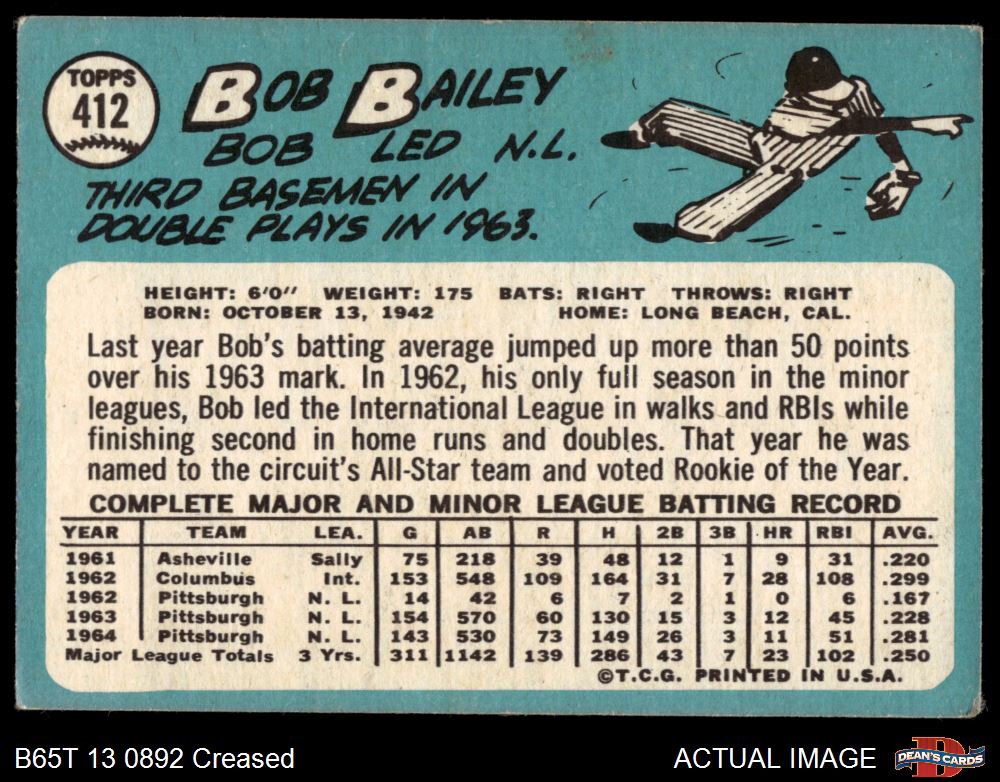 TOPPS
412
BOB BAILEY
BOB LED N.L.
THIRD BASEMEN IN
DOUBLE PLAYS IN 1963.
HEIGHT: 6'0" WEIGHT: 175 BATS: RIGHT THROWS: RIGHT
BORN: OCTOBER 13, 1942 HOME: LONG BEACH, CAL.
Last year Bob's batting average jumped up more than 50 points
over his 1963 mark. In 1962, his only full season in the minor
leagues, Bob led the International League in walks and RBIs while
finishing second in home runs and doubles. That year he was
named to the circuit's All-Star team and voted Rookie of the Year.
COMPLETE MAJOR AND MINOR LEAGUE BATTING RECORD
YEAR TEAM LEA. G AB R H 2B 3B HR RBI AVG.
1961 Asheville Sally 75 218 39 48 12 1 9 31 .220
1962 Columbus Int. 153 548 109 164 31 7 28 108 .299
1962 Pittsburgh N. L. 14 42 6 7 2 1 0 6 .167
1963 Pittsburgh N. L. 154 570 60 130 15 3 12 45 .228
1964 Pittsburgh N. L. 143 530 73 149 26 3 11 51 .281
Major League Totals 3 Yrs. 311 1142 139 286 43 7 23 102 .250
©T.C.G. PRINTED IN U.S.A.
B65T 13 0892 Creased
ACTUAL IMAGE
D
DEAN'S CARDS